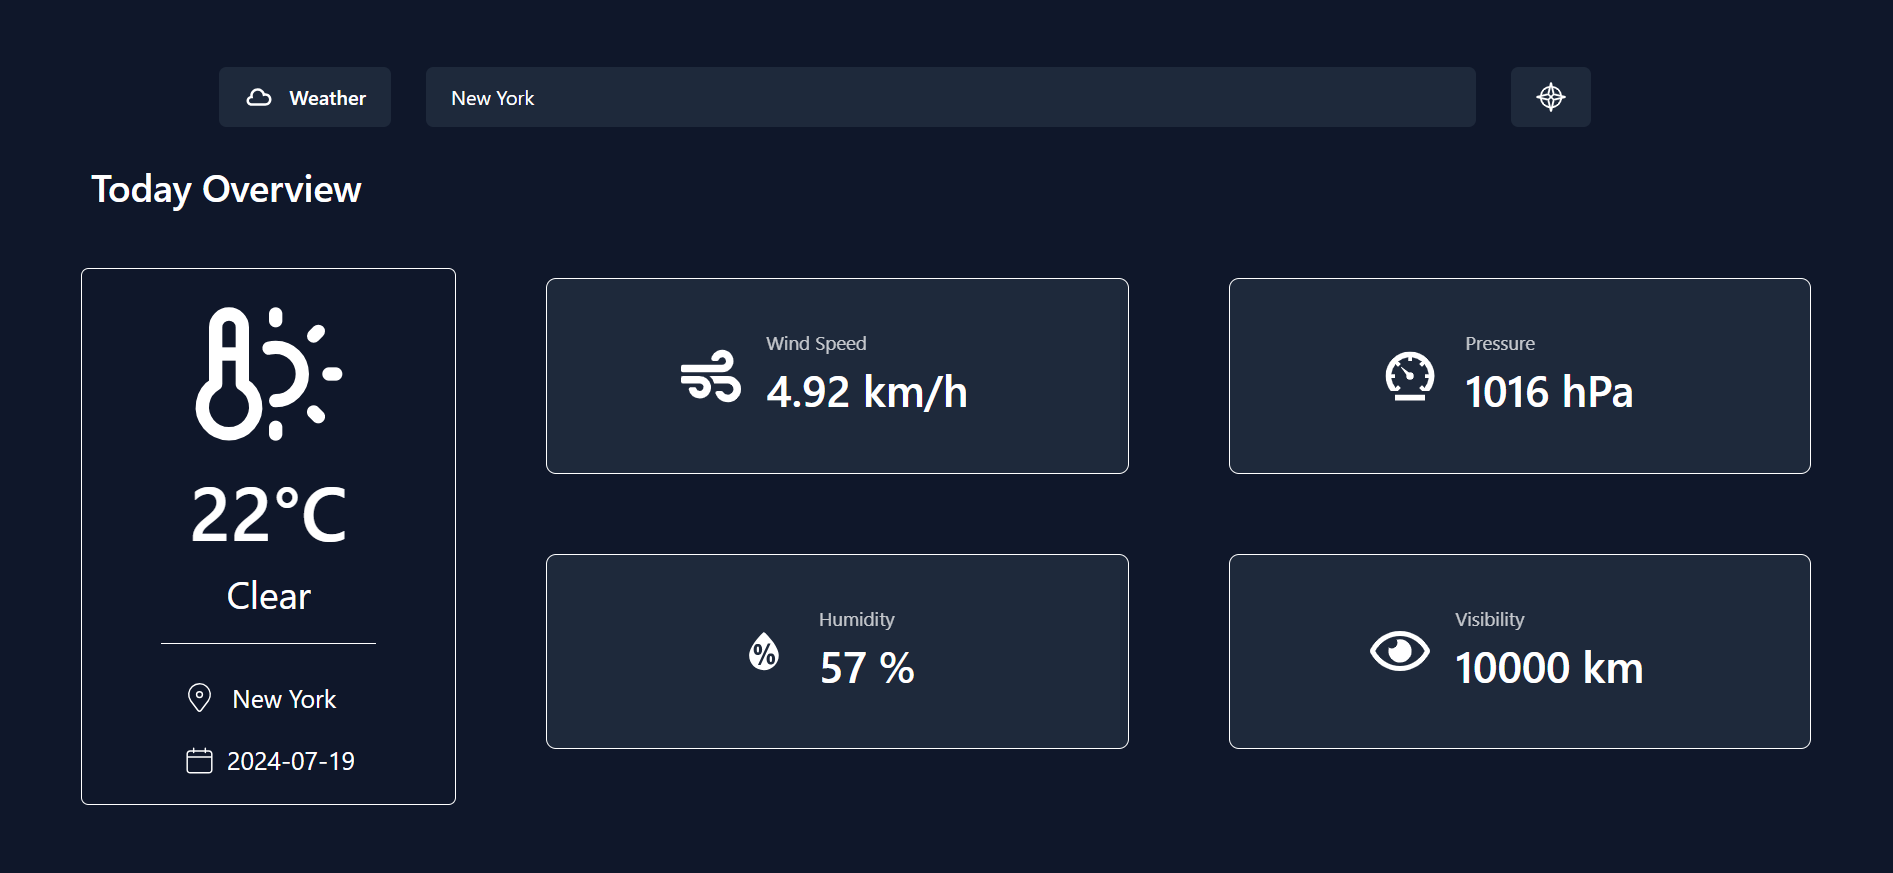 Weather
New York
Today Overview
22°C
Clear
New York
2024-07-19
Wind Speed
4.92 km/h
Pressure
1016 hPa
Humidity
57 %
Visibility
10000 km